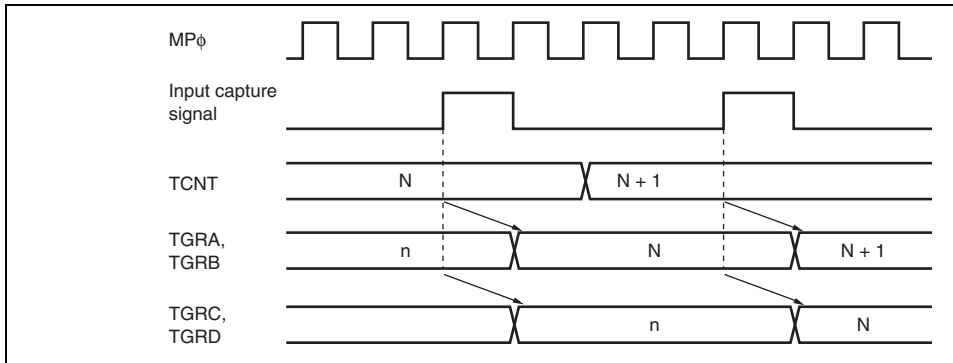 MPϕ
Input capture
signal
TCNT
N
N + 1
TGRA,
TGRB
n
N
N + 1
TGRC,
TGRD
n
N